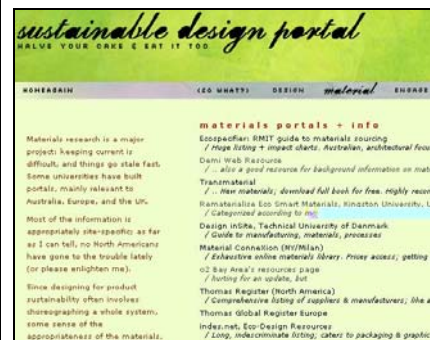 sustainable design portal
HALVE YOUR CAKE & EAT IT TOO
HOMEAGAIN
(SO WHAT?) DESIGN material ENGAGE
Materials research is a major
project; keeping current is
difficult, and things go stale fast.
Some universities have built
portals, mainly relevant to
Australia, Europe, and the UK.
Most of the information is
appropriately site-specific; as far
as I can tell, no North Americans
have gone to the trouble lately
(or please enlighten me).
Since designing for product
sustainability often involves
choreographing a whole system,
some sense of the
appropriateness of the materials,
materials portals + info
Ecospecifier: RMIT guide to materials sourcing
/ Huge listing + impact charts. Australian, architectural focu
Demi Web Resource
/ .. also a good resource for background information on mat
Transmaterial
/ .. New materials; download full book for free. Highly recom
Rematerialise Eco Smart Materials, Kingston University, L
/ Categorized according to
Design inSite, Technical University of Denmark
/ Guide to manufacturing, materials, processes
Material ConneXion (NY/Milan)
/ Exhaustive online materials library. Pricey access; getting
o2 Bay Area's resources page
/ hurting for an update, but
Thomas Register (North America)
/ Comprehensive listing of suppliers & manufacturers; like a
Thomas Global Register Europe
index.net, Eco-Design Resources
/ Long, indescriminate listing; caters to packaging & graphic